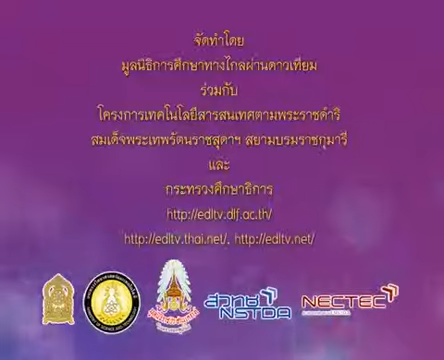 จัดทำโดย
มูลนิธิการศึกษาทางไกลผ่านดาวเทียม
ร่วมกับ
โครงการเทคโนโลยีสารสนเทศตามพระราชดำริ
สมเด็จพระเทพรัตนราชสุดาฯ สยามบรมราชกุมารี
และ
กระทรวงศึกษาธิการ
http://edltv.dlf.ac.th/
http://edltv.thai.net/, http://edltv.net/
สวทช
NSTDA
NECTEC